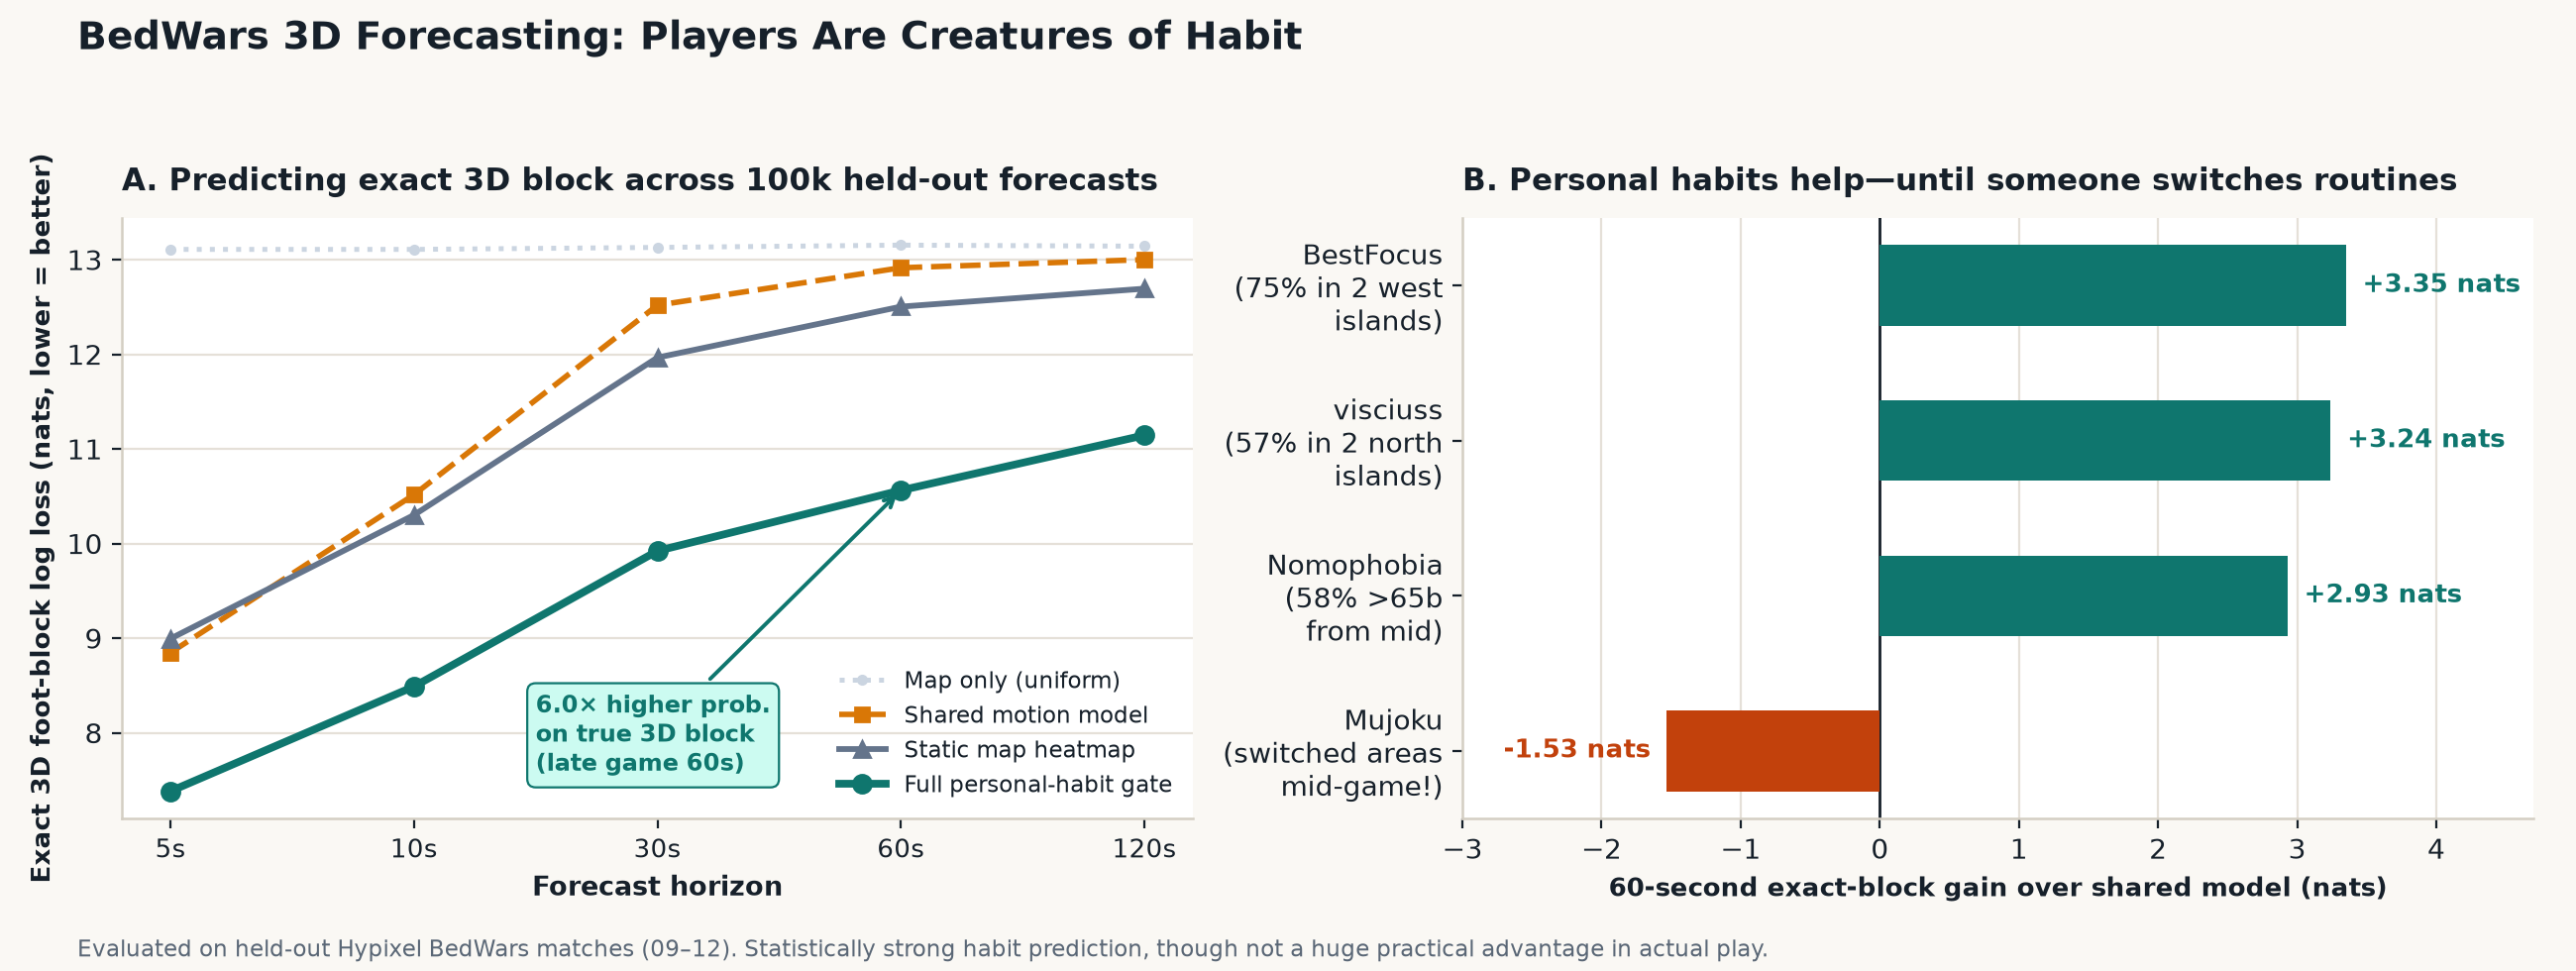 BedWars 3D Forecasting: Players Are Creatures of Habit
A. Predicting exact 3D block across 100k held-out forecasts
Exact 3D foot-block log loss (nats, lower = better)
13
12
11
10
9
8
6.0× higher prob.
on true 3D block
(late game 60s)
Map only (uniform)
Shared motion model
Static map heatmap
Full personal-habit gate
5s
10s
30s
60s
120s
Forecast horizon
B. Personal habits help—until someone switches routines
BestFocus
(75% in 2 west
islands)
+3.35 nats
visciuss
(57% in 2 north
islands)
+3.24 nats
Nomophobia
(58% >65b
from mid)
+2.93 nats
Mujoku
(switched areas
mid-game!)
-1.53 nats
−3
−2
−1
0
1
2
3
4
60-second exact-block gain over shared model (nats)
Evaluated on held-out Hypixel BedWars matches (09–12). Statistically strong habit prediction, though not a huge practical advantage in actual play.